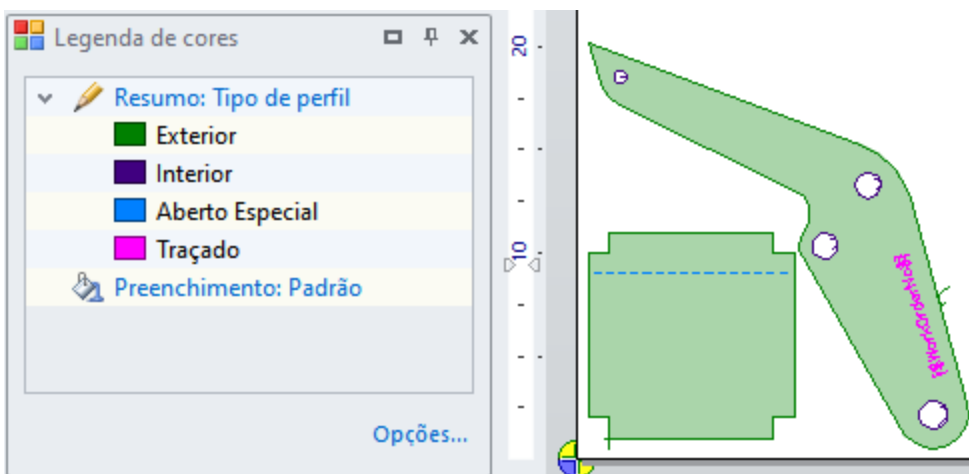 Legenda de cores
Resumo: Tipo de perfil
Exterior
Interior
Aberto Especial
Traçado
Preenchimento: Padrão
Opções...
20
10